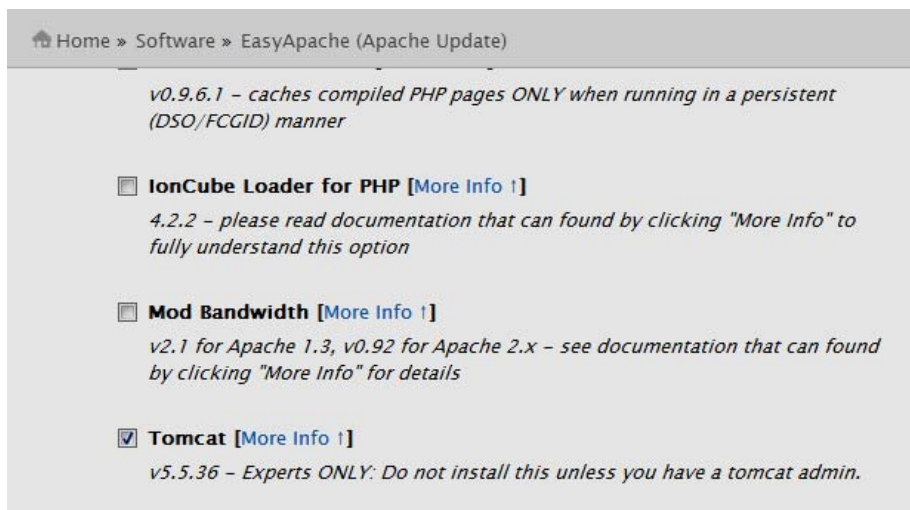 Home » Software » EasyApache (Apache Update)
v0.9.6.1 – caches compiled PHP pages ONLY when running in a persistent
(DSO/FCGID) manner
IonCube Loader for PHP [More Info ↑]
4.2.2 – please read documentation that can found by clicking "More Info" to
fully understand this option
Mod Bandwidth [More Info ↑]
v2.1 for Apache 1.3, v0.92 for Apache 2.x – see documentation that can found
by clicking "More Info" for details
Tomcat [More Info ↑]
v5.5.36 – Experts ONLY: Do not install this unless you have a tomcat admin.